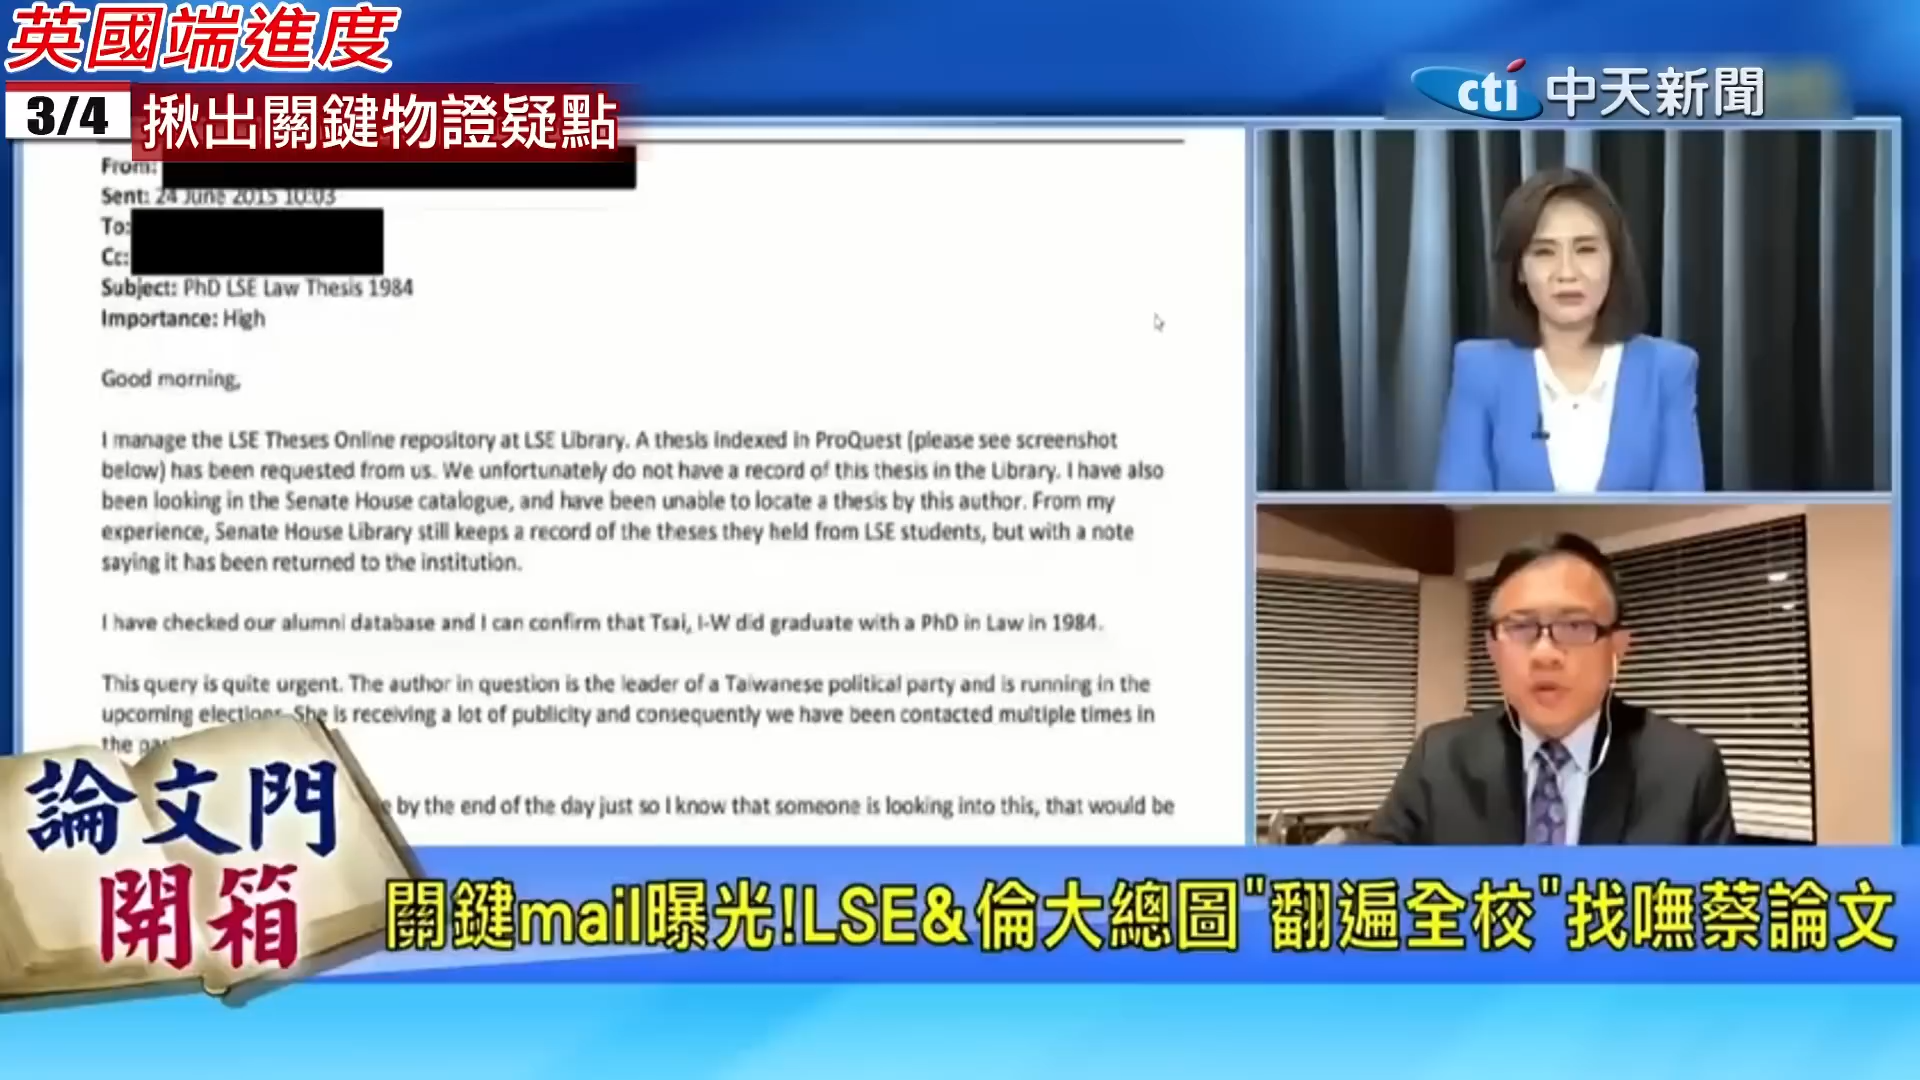 英國端進度
3/4 揪出關鍵物證疑點
cti 中天新聞
From:
Sent: 24 June 2015 10:03
To:
Cc:
Subject: PhD LSE Law Thesis 1984
Importance: High
Good morning,
I manage the LSE Theses Online repository at LSE Library. A thesis indexed in ProQuest (please see screenshot
below) has been requested from us. We unfortunately do not have a record of this thesis in the Library. I have also
been looking in the Senate House catalogue, and have been unable to locate a thesis by this author. From my
experience, Senate House Library still keeps a record of the theses they held from LSE students, but with a note
saying it has been returned to the institution.
I have checked our alumni database and I can confirm that Tsai, I-W did graduate with a PhD in Law in 1984.
This query is quite urgent. The author in question is the leader of a Taiwanese political party and is running in the
upcoming elections. She is receiving a lot of publicity and consequently we have been contacted multiple times in
the
by the end of the day just so I know that someone is looking into this, that would be
論文門
開箱
關鍵mail曝光!LSE&倫大總圖"翻遍全校"找嘸蔡論文